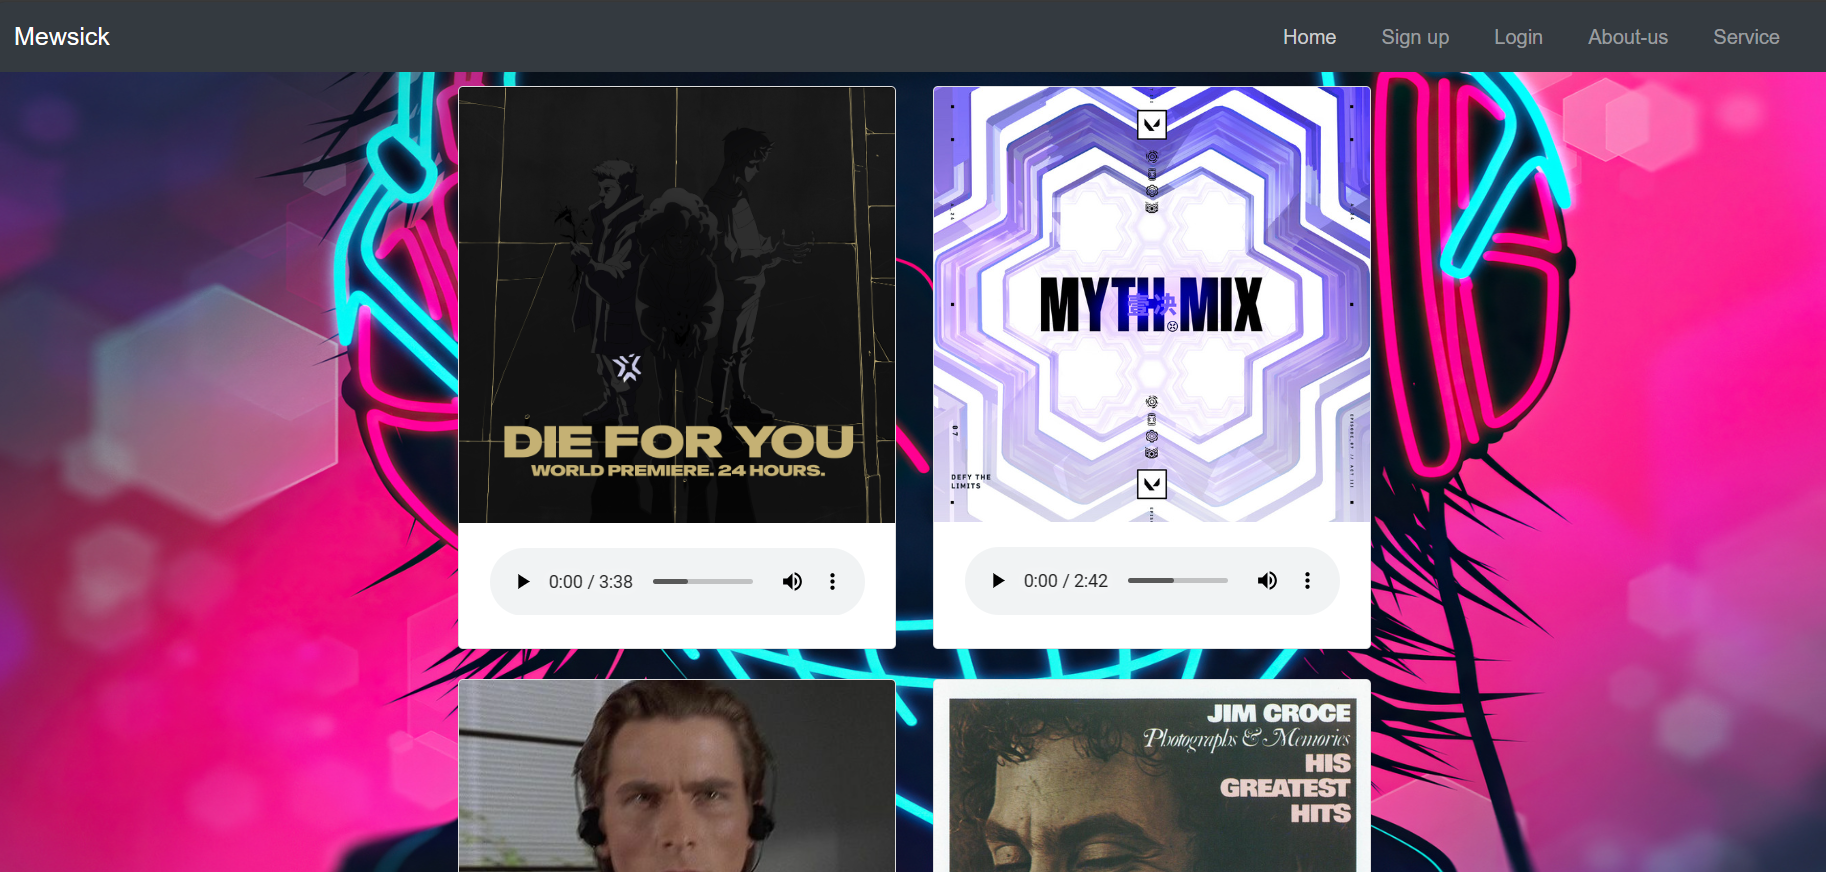 Mewsick
Home
Sign up
Login
About-us
Service
DIE FOR YOU
WORLD PREMIERE. 24 HOURS.
0:00 / 3:38
MYTH.MIX
DEFY THE
LIMITS
0:00 / 2:42
JIM CROCE
Photographs & Memories
HIS
GREATEST
HITS